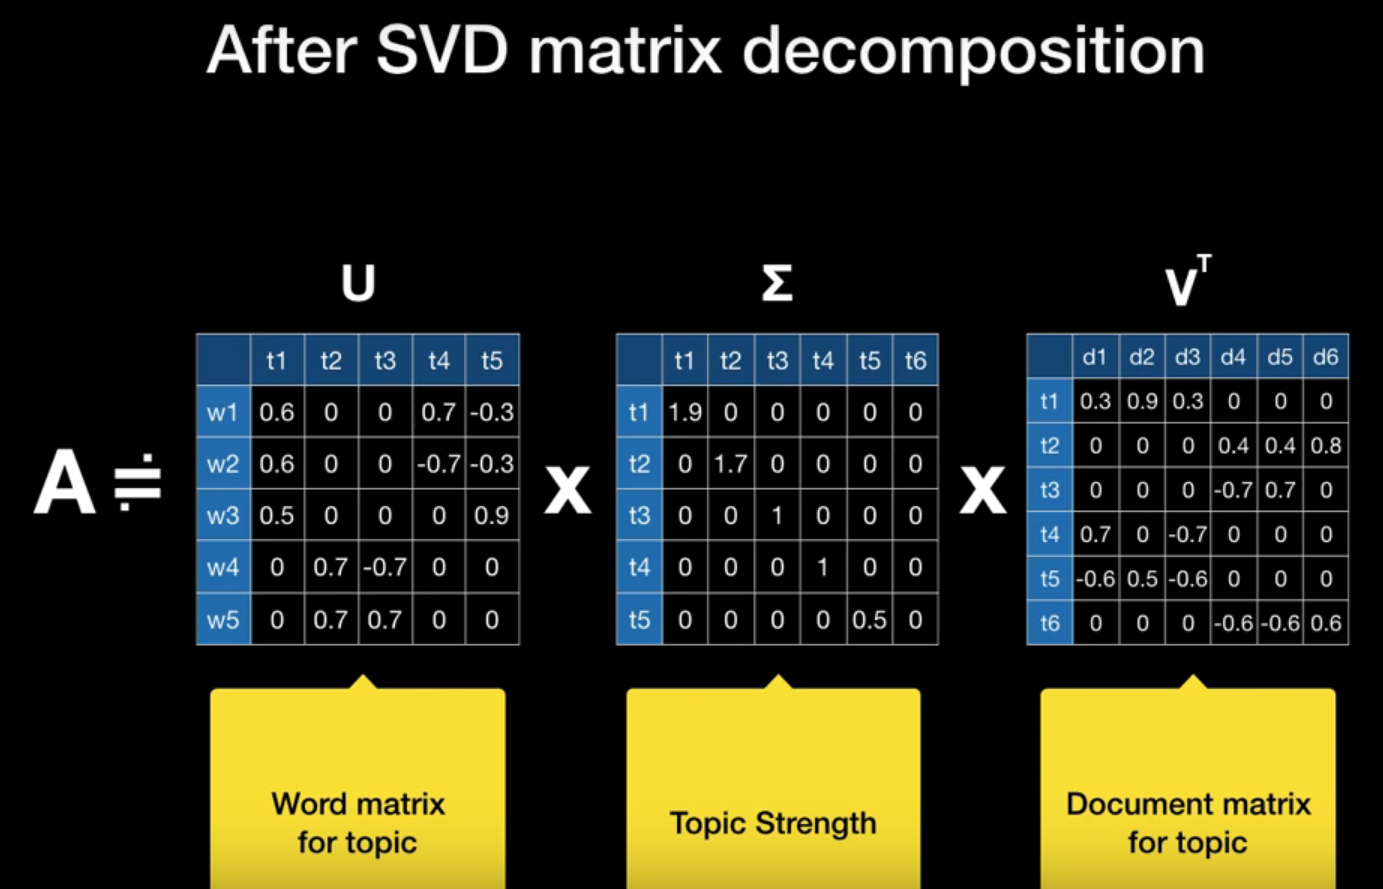 After SVD matrix decomposition
U
Σ
V^T
A ≑
x
x
t1 t2 t3 t4 t5
w1 0.6 0 0 0.7 -0.3
w2 0.6 0 0 -0.7 -0.3
w3 0.5 0 0 0 0.9
w4 0 0.7 -0.7 0 0
w5 0 0.7 0.7 0 0
t1 t2 t3 t4 t5 t6
t1 1.9 0 0 0 0 0
t2 0 1.7 0 0 0 0
t3 0 0 1 0 0 0
t4 0 0 0 1 0 0
t5 0 0 0 0 0.5 0
d1 d2 d3 d4 d5 d6
t1 0.3 0.9 0.3 0 0 0
t2 0 0 0 0.4 0.4 0.8
t3 0 0 0 -0.7 0.7 0
t4 0.7 0 -0.7 0 0 0
t5 -0.6 0.5 -0.6 0 0 0
t6 0 0 0 -0.6 -0.6 0.6
Word matrix
for topic
Topic Strength
Document matrix
for topic